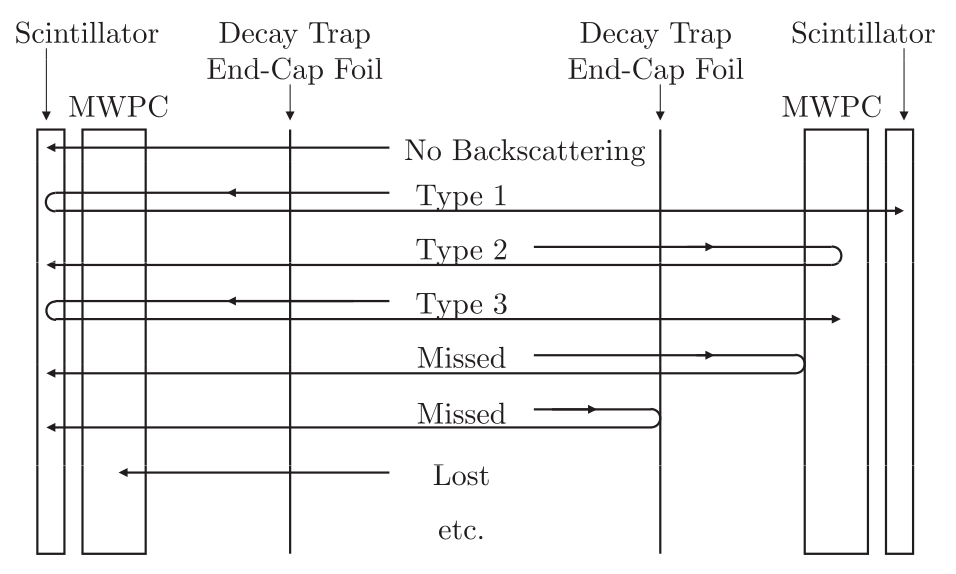 Scintillator
Decay Trap
End-Cap Foil
Decay Trap
End-Cap Foil
Scintillator
MWPC
MWPC
No Backscattering
Type 1
Type 2
Type 3
Missed
Missed
Lost
etc.